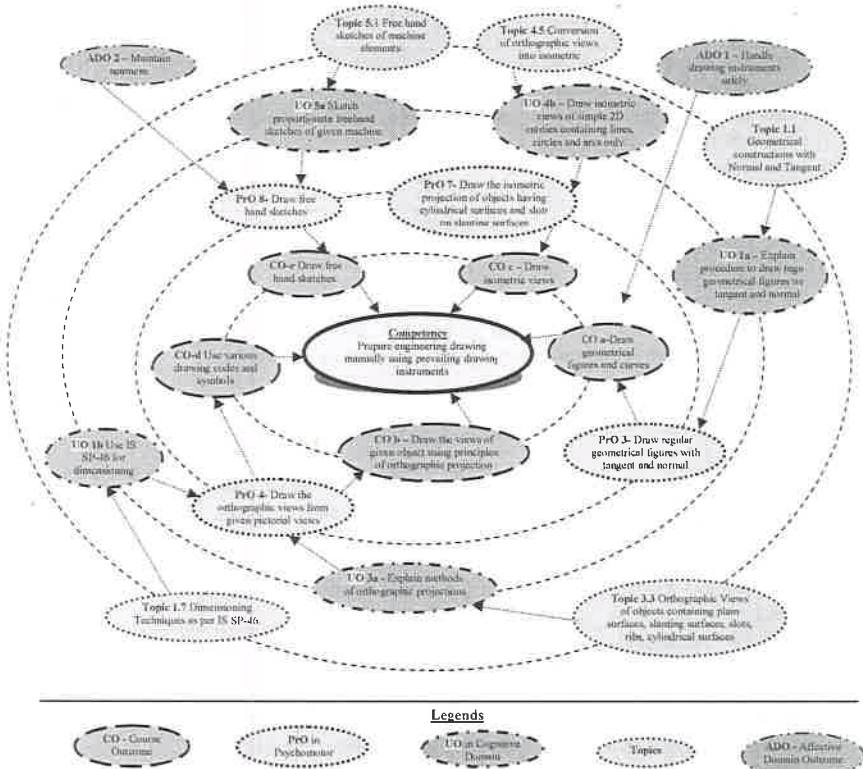 Topic 5.1 Free hand
sketches of machine
elements
Topic 4.5 Conversion
of orthographic views
into isometric
ADO 2 – Maintain
neatness
ADO 1 – Handle
drawing instruments
safely
UO 5a Sketch
proportionate freehand
sketches of given machine
UO 4b – Draw isometric
views of simple 2D
entities containing lines,
circles and arcs only.
Topic 1.1
Geometrical
constructions with
Normal and Tangent
PrO 8- Draw free
hand sketches
PrO 7- Draw the isometric
projection of objects having
cylindrical surfaces and slots
on slanting surfaces
UO 1a – Explain
procedure to draw
geometrical figures
tangent and normal
CO-e Draw free
hand sketches
CO c – Draw
isometric views
Competency
Prepare engineering drawing
manually using prevailing drawing
instruments
CO-d Use various
drawing codes and
symbols
CO a-Draw
geometrical
figures and curves
UO 1b Use IS
SP-46 for
dimensioning
CO b – Draw the views of
given object using principles
of orthographic projection
PrO 3- Draw regular
geometrical figures with
tangent and normal
PrO 4- Draw the
orthographic views from
given pictorial views
UO 3a - Explain methods
of orthographic projections
Topic 1.7 Dimensioning
Techniques as per IS SP-46.
Topic 3.3 Orthographic Views
of objects containing plain
surfaces, slanting surfaces, slots,
ribs, cylindrical surfaces
Legends
CO - Course
Outcome
PrO in
Psychomotor
UO in Cognitive
Domain
Topics
ADO - Affective
Domain Outcome